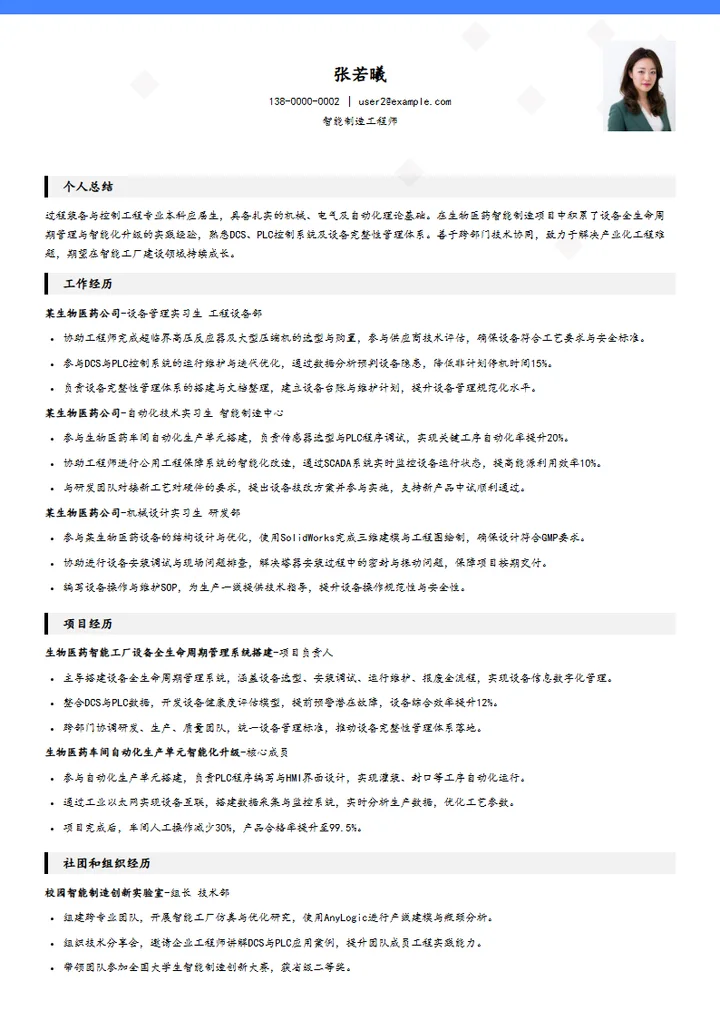 张若曦
138-0000-0002 | user2@example.com
智能制造工程师
个人总结
过程装备与控制工程专业本科应届生，具备扎实的机械、电气及自动化理论基础。在生物医药智能制造项目中积累了设备全生命周
期管理与智能化升级的实践经验，熟悉DCS、PLC控制系统及设备完整性管理体系。善于跨部门技术协同，致力于解决产业化工程难
题，期望在智能工厂建设领域持续成长。
工作经历
某生物医药公司-设备管理实习生 工程设备部
• 协助工程师完成超临界高压反应器及大型压缩机的选型与购置，参与供应商技术评估，确保设备符合工艺要求与安全标准。
• 参与DCS与PLC控制系统的运行维护与迭代优化，通过数据分析预判设备隐患，降低非计划停机时间15%。
• 负责设备完整性管理体系的搭建与文档整理，建立设备台账与维护计划，提升设备管理规范化水平。
某生物医药公司-自动化技术实习生 智能制造中心
• 参与生物医药车间自动化生产单元搭建，负责传感器选型与PLC程序调试，实现关键工序自动化率提升20%。
• 协助工程师进行公用工程保障系统的智能化改造，通过SCADA系统实时监控设备运行状态，提高能源利用效率10%。
• 与研发团队对接新工艺对硬件的要求，提出设备技改方案并参与实施，支持新产品中试顺利通过。
某生物医药公司-机械设计实习生 研发部
• 参与某生物医药设备的结构设计与优化，使用SolidWorks完成三维建模与工程图绘制，确保设计符合GMP要求。
• 协助进行设备安装调试与现场问题排查，解决塔器安装过程中的密封与振动问题，保障项目按期交付。
• 编写设备操作与维护SOP，为生产一线提供技术指导，提升设备操作规范性与安全性。
项目经历
生物医药智能工厂设备全生命周期管理系统搭建-项目负责人
• 主导搭建设备全生命周期管理系统，涵盖设备选型、安装调试、运行维护、报废全流程，实现设备信息数字化管理。
• 整合DCS与PLC数据，开发设备健康度评估模型，提前预警潜在故障，设备综合效率提升12%。
• 跨部门协调研发、生产、质量团队，统一设备管理标准，推动设备完整性管理体系落地。
生物医药车间自动化生产单元智能化升级-核心成员
• 参与自动化生产单元搭建，负责PLC程序编写与HMI界面设计，实现灌装、封口等工序自动化运行。
• 通过工业以太网实现设备互联，搭建数据采集与监控系统，实时分析生产数据，优化工艺参数。
• 项目完成后，车间人工操作减少30%，产品合格率提升至99.5%。
社团和组织经历
校园智能制造创新实验室-组长 技术部
• 组建跨专业团队，开展智能工厂仿真与优化研究，使用AnyLogic进行产线建模与瓶颈分析。
• 组织技术分享会，邀请企业工程师讲解DCS与PLC应用案例，提升团队成员工程实践能力。
• 带领团队参加全国大学生智能制造创新大赛，获省级二等奖。